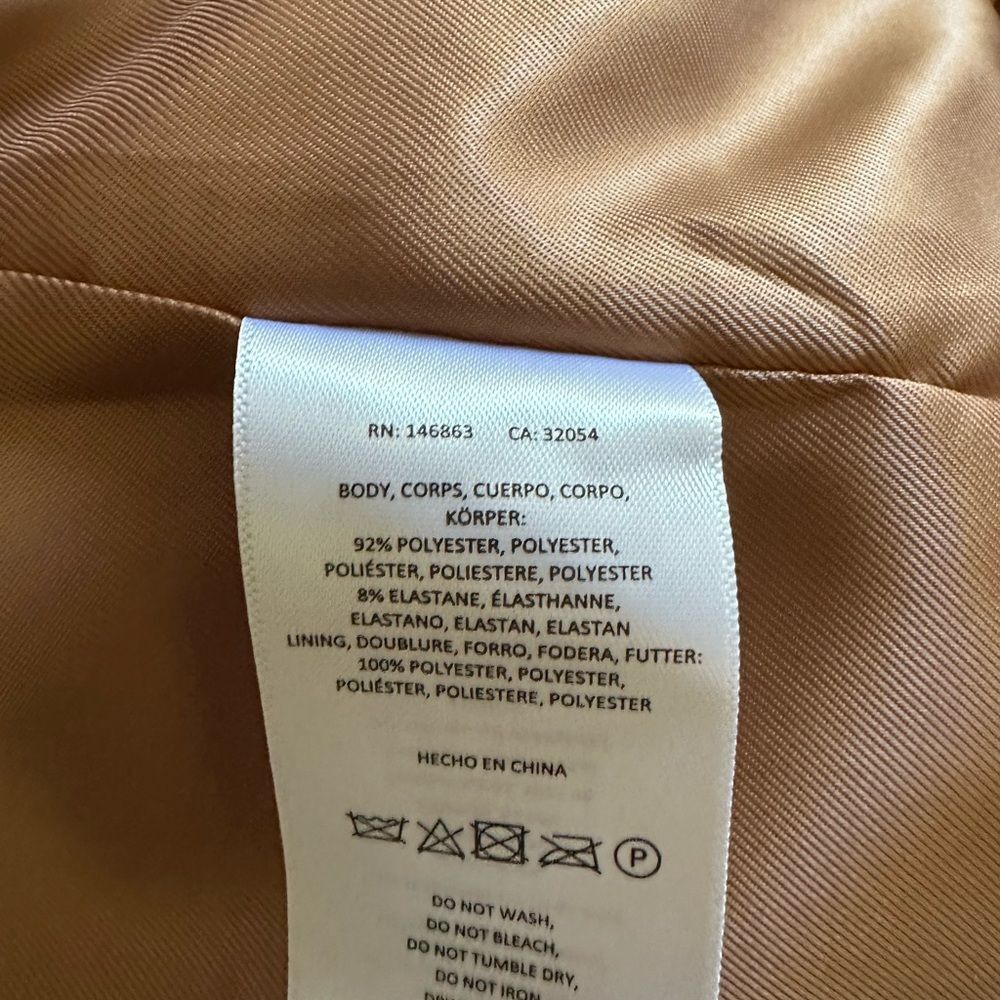 RN: 146863 CA: 32054
BODY, CORPS, CUERPO, CORPO,
KÖRPER:
92% POLYESTER, POLYESTER,
POLIÉSTER, POLIESTERE, POLYESTER
8% ELASTANE, ÉLASTHANNE,
ELASTANO, ELASTAN, ELASTAN
LINING, DOUBLURE, FORRO, FODERA, FUTTER:
100% POLYESTER, POLYESTER,
POLIÉSTER, POLIESTERE, POLYESTER
HECHO EN CHINA
P
DO NOT WASH,
DO NOT BLEACH,
DO NOT TUMBLE DRY,
DO NOT IRON